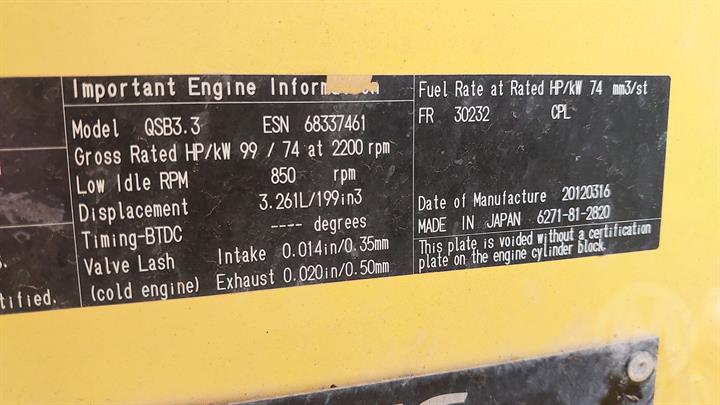 Important Engine Information
Model QSB3.3 ESN 68337461
Gross Rated HP/kW 99 / 74 at 2200 rpm
Low Idle RPM 850 rpm
Displacement 3.261L/199in3
Timing-BTDC ---- degrees
Valve Lash Intake 0.014in/0.35mm
(cold engine) Exhaust 0.020in/0.50mm
Fuel Rate at Rated HP/kW 74 mm3/st
FR 30232 CPL
Date of Manufacture 20120316
MADE IN JAPAN 6271-81-2820
This plate is voided without a certification
plate on the engine cylinder block.
tified.